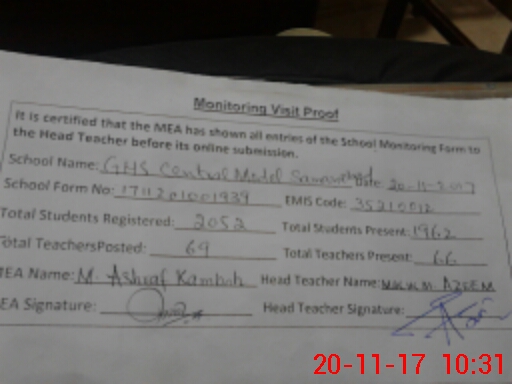 Monitoring Visit Proof
It is certified that the MEA has shown all entries of the School Monitoring Form to
the Head Teacher before its online submission.
School Name: GHS Central Model Date: 20-11-2017
School Form No: 1711201001939 EMIS Code: 35210012
Total Students Registered: 2052 Total Students Present: 1962
Total TeachersPosted: 69 Total Teachers Present: 66
MEA Name: M. Ashraf Kamboh Head Teacher Name: AZEEM
MEA Signature: Head Teacher Signature:
20-11-17 10:31